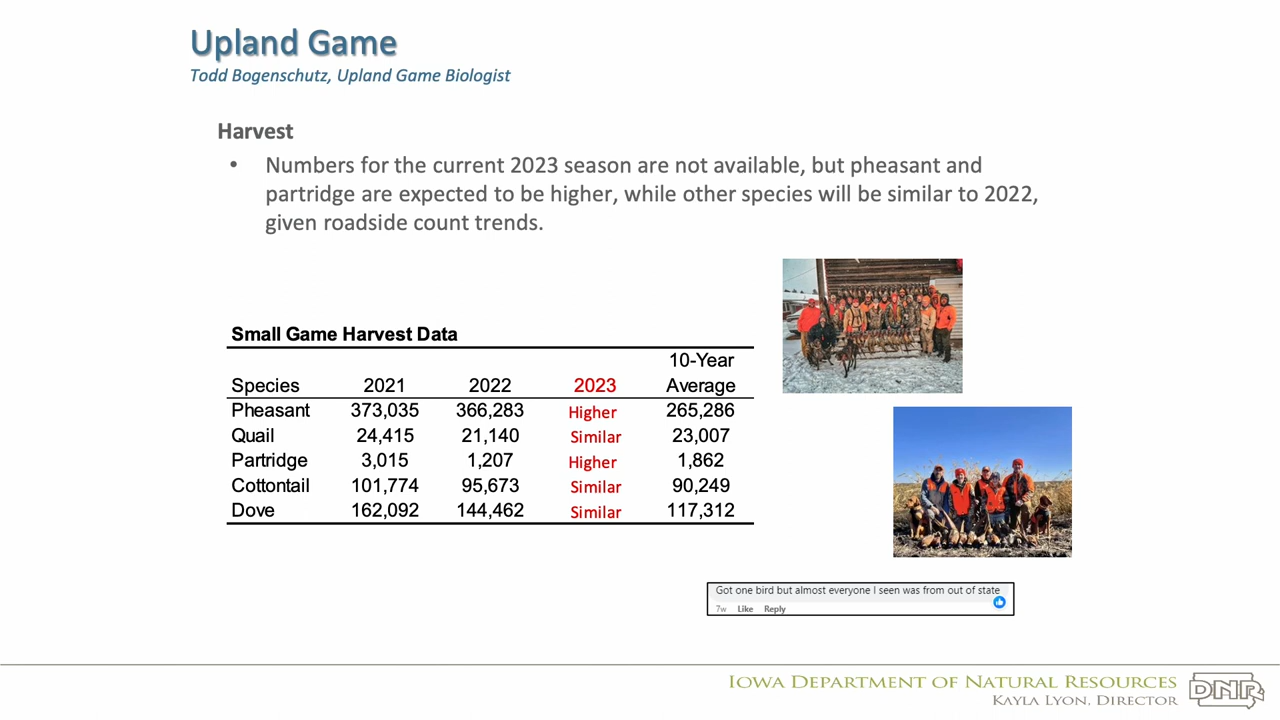 Upland Game
Todd Bogenschutz, Upland Game Biologist
Harvest
• Numbers for the current 2023 season are not available, but pheasant and
partridge are expected to be higher, while other species will be similar to 2022,
given roadside count trends.
Small Game Harvest Data
10-Year
Species 2021 2022 2023 Average
Pheasant 373,035 366,283 Higher 265,286
Quail 24,415 21,140 Similar 23,007
Partridge 3,015 1,207 Higher 1,862
Cottontail 101,774 95,673 Similar 90,249
Dove 162,092 144,462 Similar 117,312
Got one bird but almost everyone I seen was from out of state
7w Like Reply
Iowa Department of Natural Resources
Kayla Lyon, Director
DNR